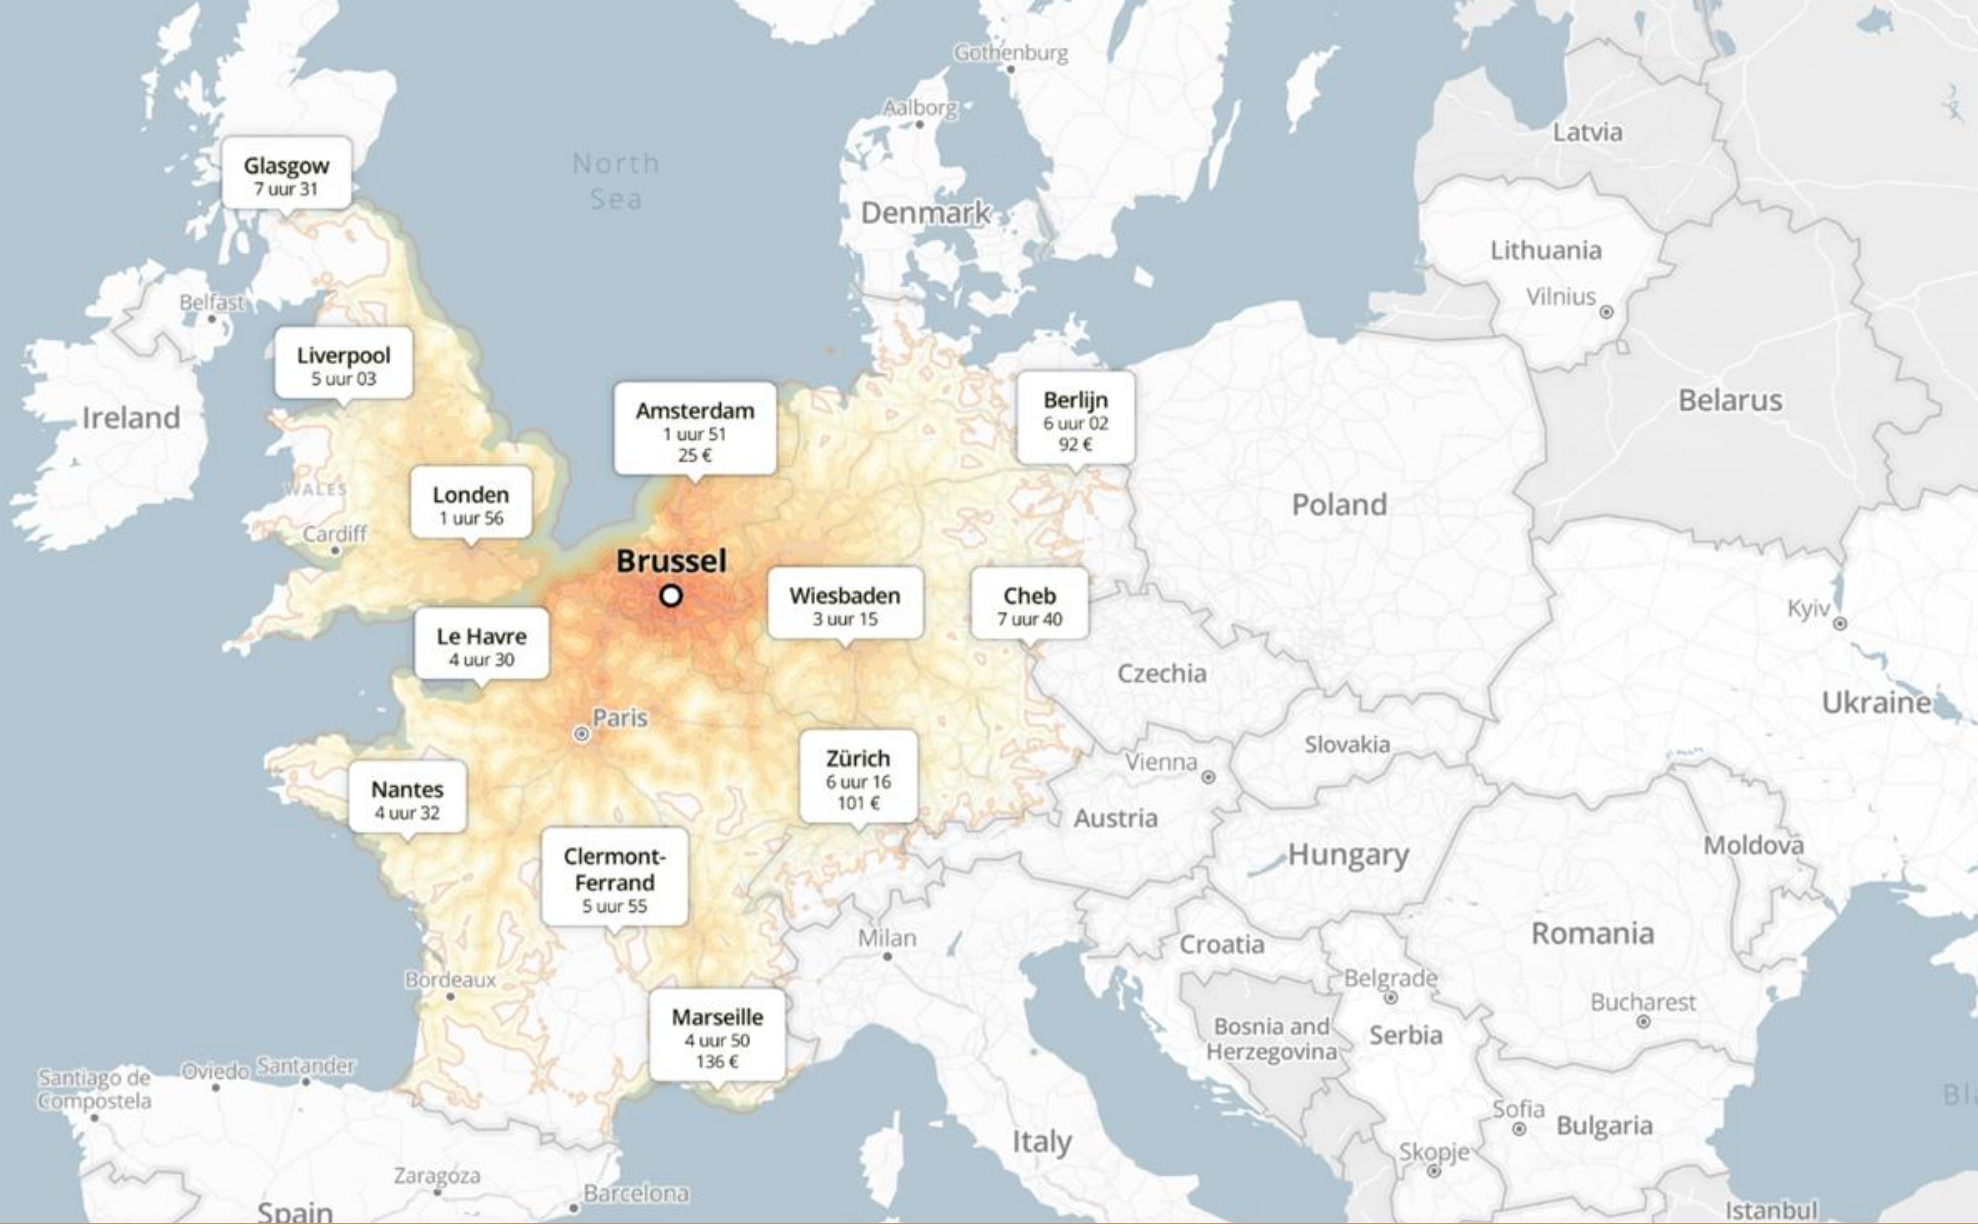 Gothenburg
Aalborg
Latvia
North
Sea
Glasgow
7 uur 31
Denmark
Lithuania
Belfast
Vilnius
Liverpool
5 uur 03
Ireland
Amsterdam
1 uur 51
25 €
Berlijn
6 uur 02
92 €
Belarus
WALES
Londen
1 uur 56
Poland
Cardiff
Brussel
Wiesbaden
3 uur 15
Cheb
7 uur 40
Kyiv
Le Havre
4 uur 30
Czechia
Ukraine
Paris
Slovakia
Vienna
Zürich
6 uur 16
101 €
Nantes
4 uur 32
Austria
Moldova
Hungary
Clermont-
Ferrand
5 uur 55
Milan
Croatia
Romania
Bordeaux
Belgrade
Bucharest
Marseille
4 uur 50
136 €
Bosnia and
Herzegovina
Serbia
Oviedo
Santander
Santiago de
Compostela
Bl
Sofia
Bulgaria
Italy
Skopje
Zaragoza
Barcelona
Spain
Istanbul